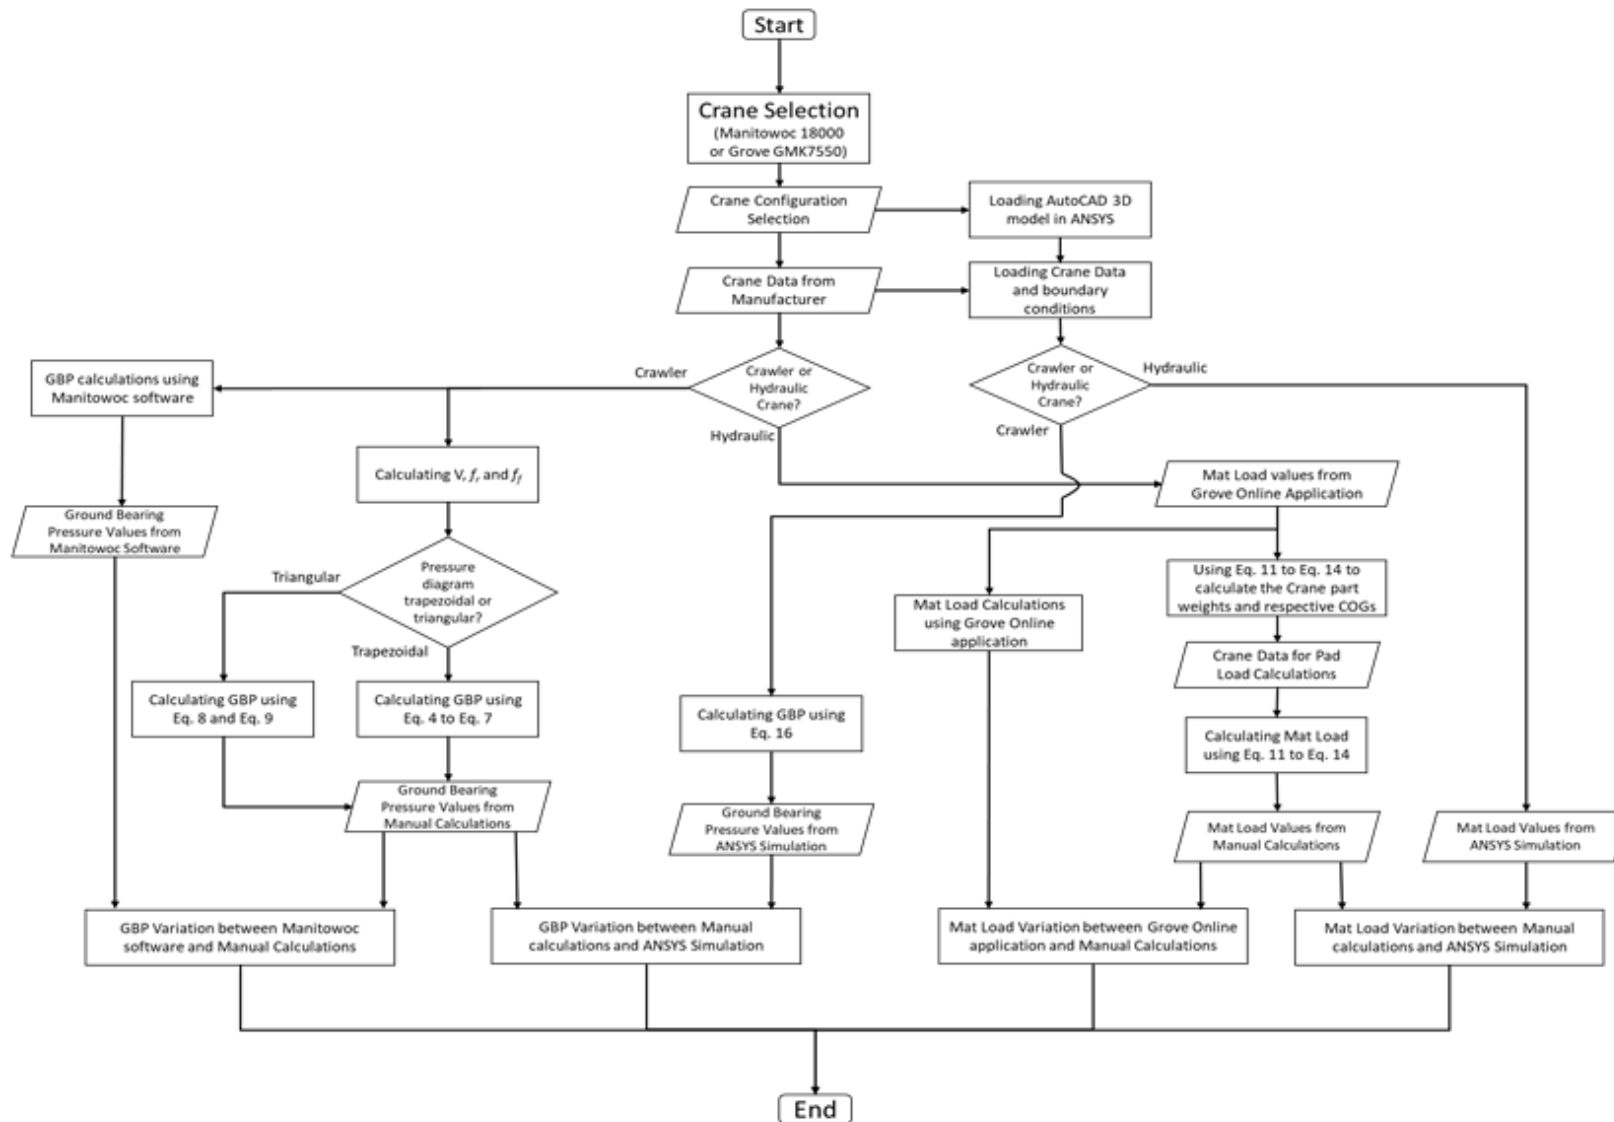 Start
Crane Selection
(Manitowoc 18000
or Grove GMK7550)
Crane Configuration
Selection
Loading AutoCAD 3D
model in ANSYS
Crane Data from
Manufacturer
Loading Crane Data
and boundary
conditions
GBP calculations using
Manitowoc software
Crawler
Crawler or
Hydraulic
Crane?
Hydraulic
Crawler or
Hydraulic
Crane?
Hydraulic
Crawler
Calculating V, fr, and ff
Mat Load values from
Grove Online Application
Ground Bearing
Pressure Values from
Manitowoc Software
Triangular
Pressure
diagram
trapezoidal or
triangular?
Trapezoidal
Mat Load Calculations
using Grove Online
application
Using Eq. 11 to Eq. 14 to
calculate the Crane part
weights and respective COGs
Crane Data for Pad
Load Calculations
Calculating GBP using
Eq. 8 and Eq. 9
Calculating GBP using
Eq. 4 to Eq. 7
Calculating GBP using
Eq. 16
Calculating Mat Load
using Eq. 11 to Eq. 14
Ground Bearing
Pressure Values from
Manual Calculations
Ground Bearing
Pressure Values from
ANSYS Simulation
Mat Load Values from
Manual Calculations
Mat Load Values from
ANSYS Simulation
GBP Variation between Manitowoc
software and Manual Calculations
GBP Variation between Manual
calculations and ANSYS Simulation
Mat Load Variation between Grove Online
application and Manual Calculations
Mat Load Variation between Manual
calculations and ANSYS Simulation
End